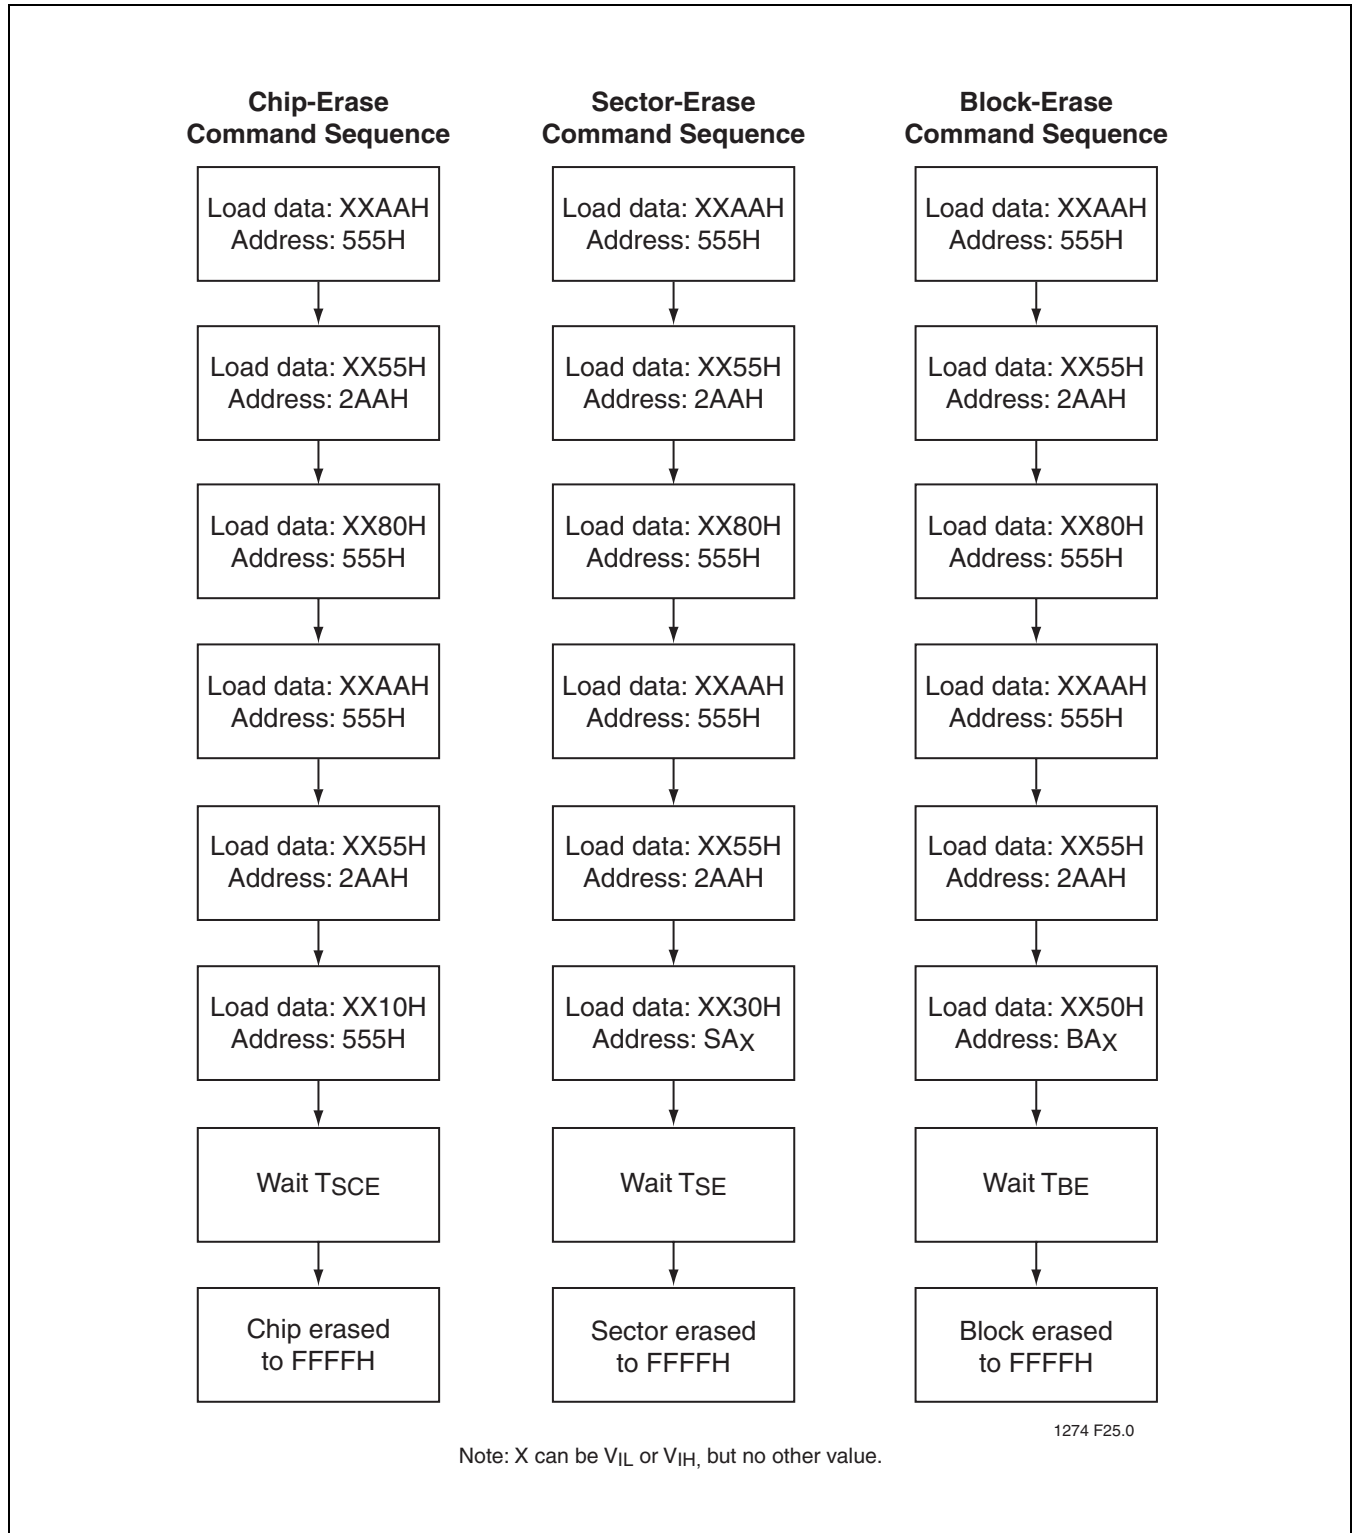 Chip-Erase
Command Sequence
Load data: XXAAH
Address: 555H
Load data: XX55H
Address: 2AAH
Load data: XX80H
Address: 555H
Load data: XXAAH
Address: 555H
Load data: XX55H
Address: 2AAH
Load data: XX10H
Address: 555H
Wait TSCE
Chip erased
to FFFFH
Sector-Erase
Command Sequence
Load data: XXAAH
Address: 555H
Load data: XX55H
Address: 2AAH
Load data: XX80H
Address: 555H
Load data: XXAAH
Address: 555H
Load data: XX55H
Address: 2AAH
Load data: XX30H
Address: SAX
Wait TSE
Sector erased
to FFFFH
Block-Erase
Command Sequence
Load data: XXAAH
Address: 555H
Load data: XX55H
Address: 2AAH
Load data: XX80H
Address: 555H
Load data: XXAAH
Address: 555H
Load data: XX55H
Address: 2AAH
Load data: XX50H
Address: BAX
Wait TBE
Block erased
to FFFFH
1274 F25.0
Note: X can be VIL or VIH, but no other value.